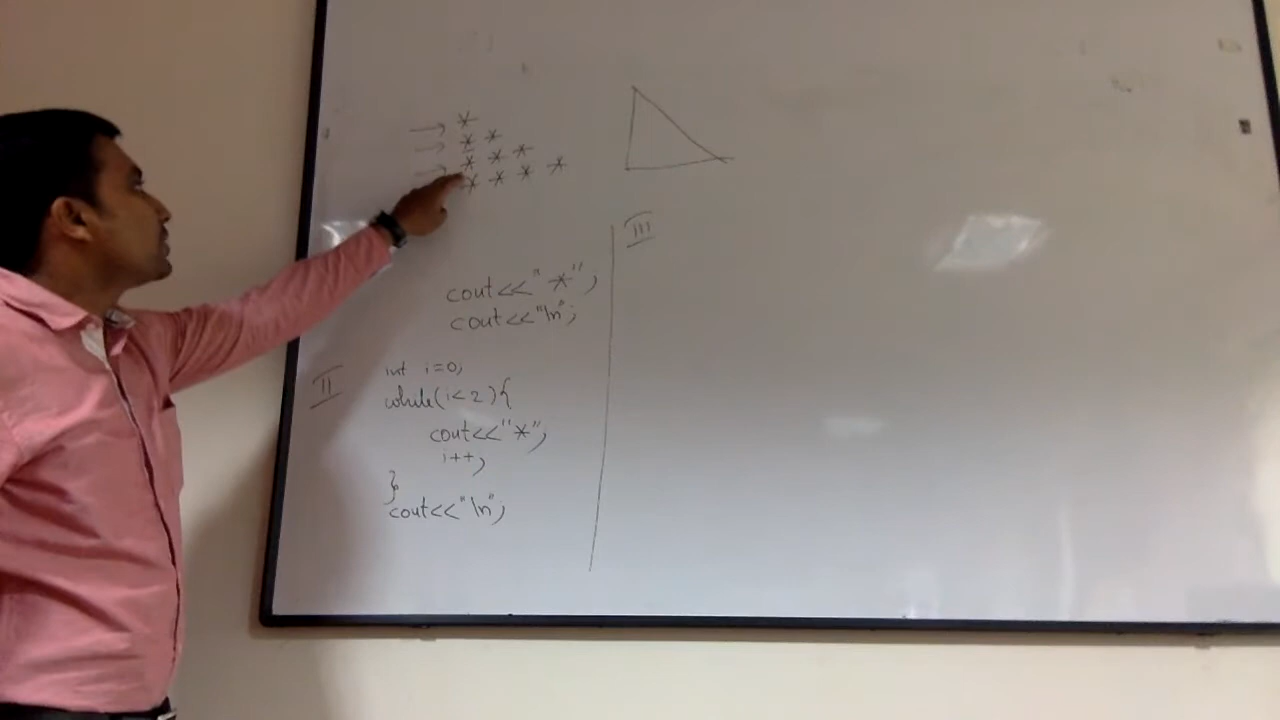 *
* *
* * *
* * * *
III
cout<<"*";
cout<<"\n";
II
int i=0;
while(i<2){
cout<<"*";
i++;
}
cout<<"\n";